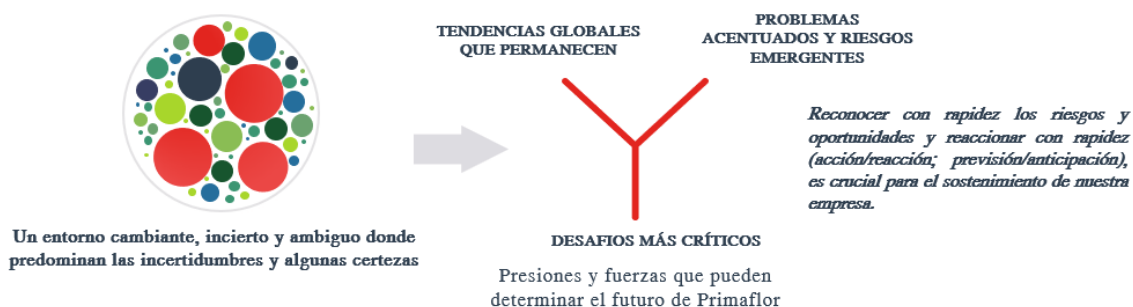 Un entorno cambiante, incierto y ambiguo donde
predominan las incertidumbres y algunas certezas
TENDENCIAS GLOBALES
QUE PERMANECEN
PROBLEMAS
ACENTUADOS Y RIESGOS
EMERGENTES
DESAFIOS MÁS CRÍTICOS
Presiones y fuerzas que pueden
determinar el futuro de Primaflor
Reconocer con rapidez los riesgos y
oportunidades y reaccionar con rapidez
(acción/reacción; previsión/anticipación),
es crucial para el sostenimiento de nuestra
empresa.